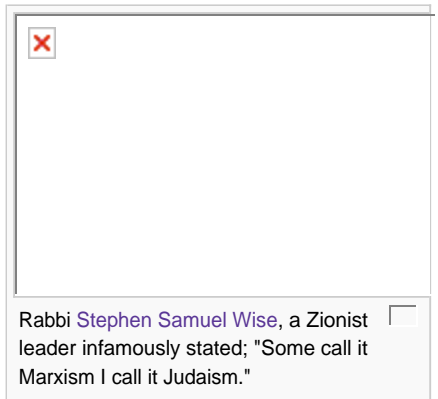 Rabbi Stephen Samuel Wise, a Zionist
leader infamously stated; "Some call it
Marxism I call it Judaism."